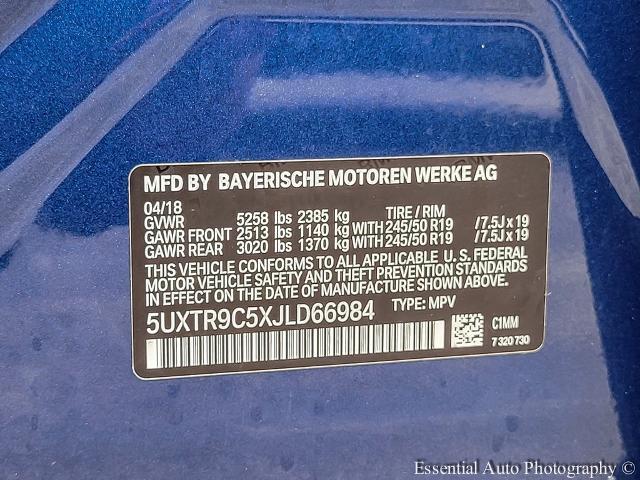 MFD BY BAYERISCHE MOTOREN WERKE AG
04/18
GVWR 5258 lbs 2385 kg TIRE / RIM
GAWR FRONT 2513 lbs 1140 kg WITH 245/50 R19 /7.5J x 19
GAWR REAR 3020 lbs 1370 kg WITH 245/50 R19 /7.5J x 19
THIS VEHICLE CONFORMS TO ALL APPLICABLE U. S. FEDERAL
MOTOR VEHICLE SAFETY AND THEFT PREVENTION STANDARDS
IN EFFECT ON THE DATE OF MANUFACTURE SHOWN ABOVE.
5UXTR9C5XJLD66984 TYPE: MPV
C1MM
7 320 730
Essential Auto Photography ©